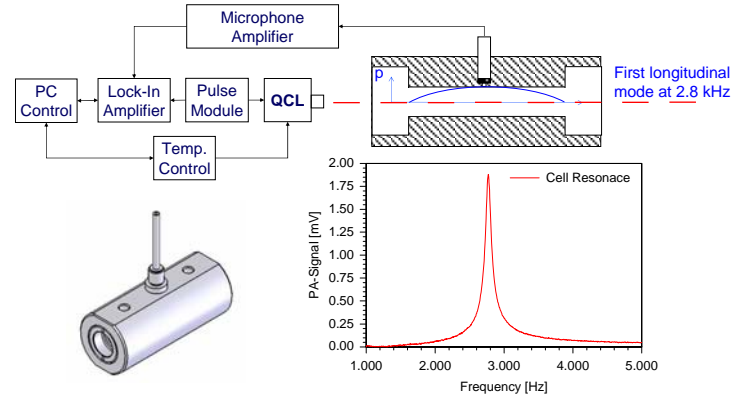 Microphone
Amplifier
PC
Control
Lock-In
Amplifier
Pulse
Module
QCL
Temp.
Control
p
First longitudinal
mode at 2.8 kHz
Cell Resonace
PA-Signal [mV]
2.00
1.75
1.50
1.25
1.00
0.75
0.50
0.25
0.00
1.000 2.000 3.000 4.000 5.000
Frequency [Hz]